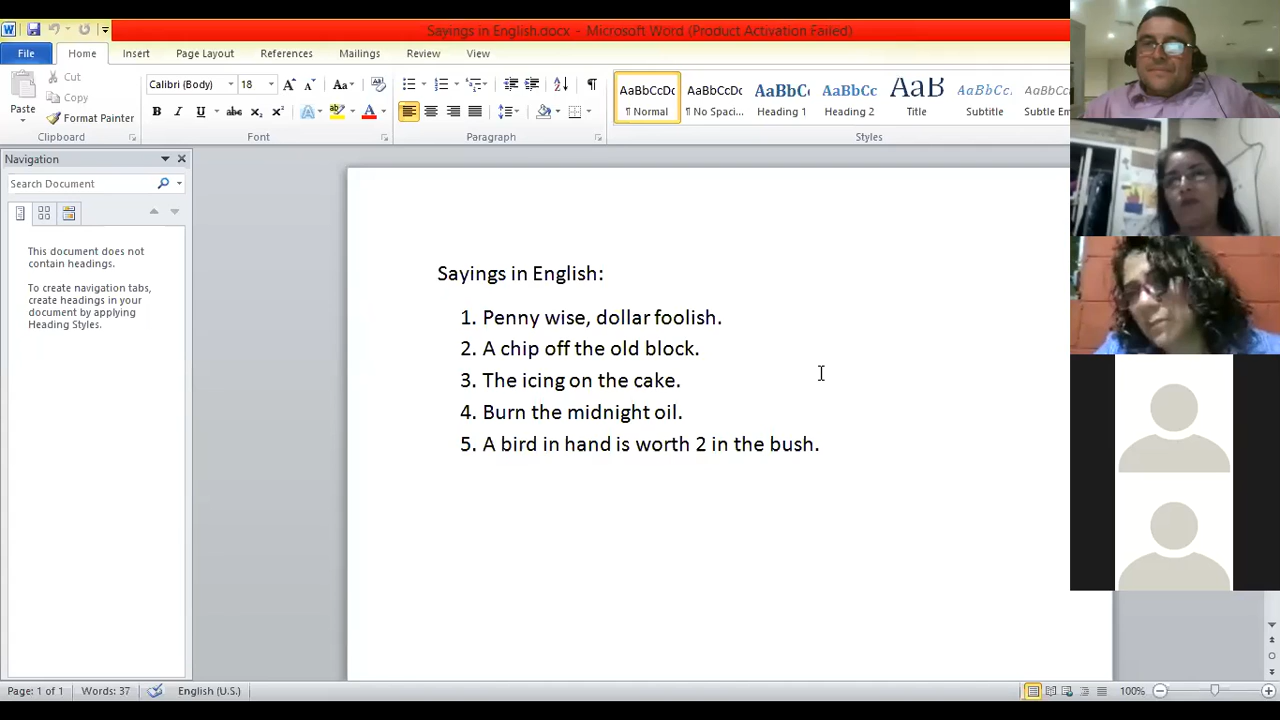 Sayings in English.docx - Microsoft Word (Product Activation Failed)
File Home Insert Page Layout References Mailings Review View
Paste
Cut
Copy
Format Painter
Calibri (Body) 18
AaBbCcDc AaBbCcDc AaBbC AaBbCc AaB AaBbCc. AaBbCcD
¶ Normal ¶ No Spaci... Heading 1 Heading 2 Title Subtitle Subtle Em
Clipboard Font Paragraph Styles
Navigation
Search Document
This document does not
contain headings.
To create navigation tabs,
create headings in your
document by applying
Heading Styles.
Sayings in English:
1. Penny wise, dollar foolish.
2. A chip off the old block.
3. The icing on the cake.
4. Burn the midnight oil.
5. A bird in hand is worth 2 in the bush.
Page: 1 of 1 Words: 37 English (U.S.) 100%